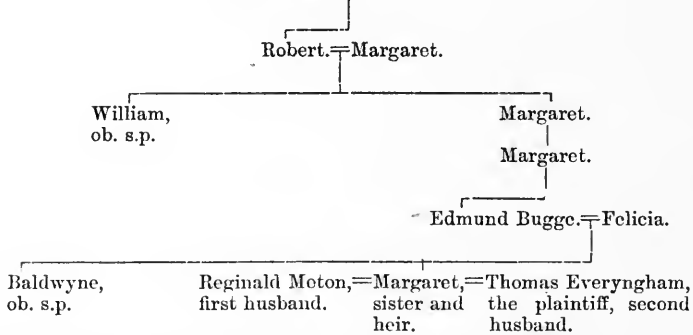 Robert.=Margaret.
William, Margaret.
ob. s.p.
Margaret.
Edmund Bugge.=Felicia.
Baldwyne, Reginald Moton,=Margaret,=Thomas Everyngham,
ob. s.p. first husband. sister and the plaintiff, second
heir. husband.